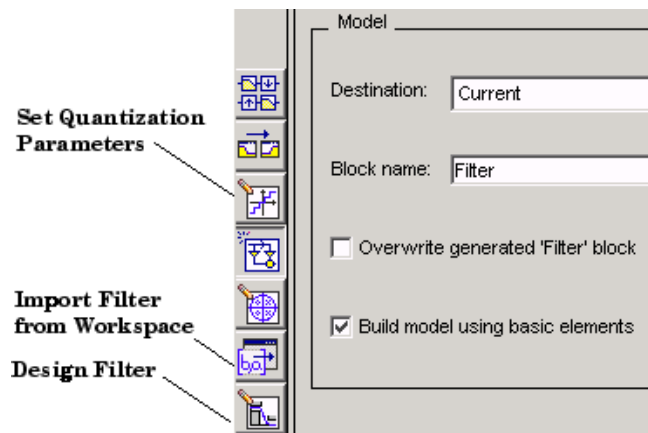 Model
Destination:
Current
Set Quantization
Parameters
Block name:
Filter
Overwrite generated 'Filter' block
Import Filter
from Workspace
Build model using basic elements
[b,a]
Design Filter